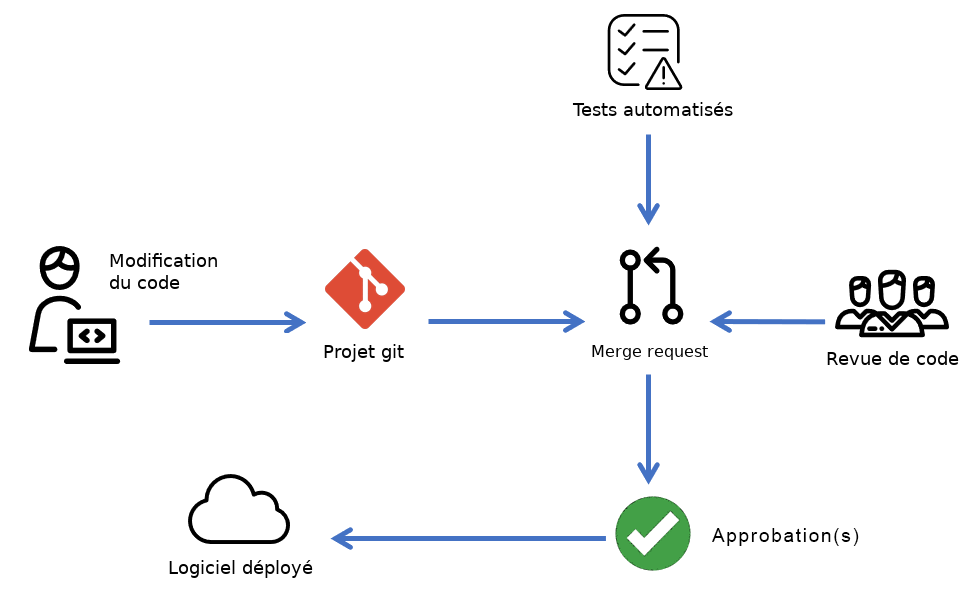 Tests automatisés
Modification
du code
Projet git
Merge request
Revue de code
Approbation(s)
Logiciel déployé